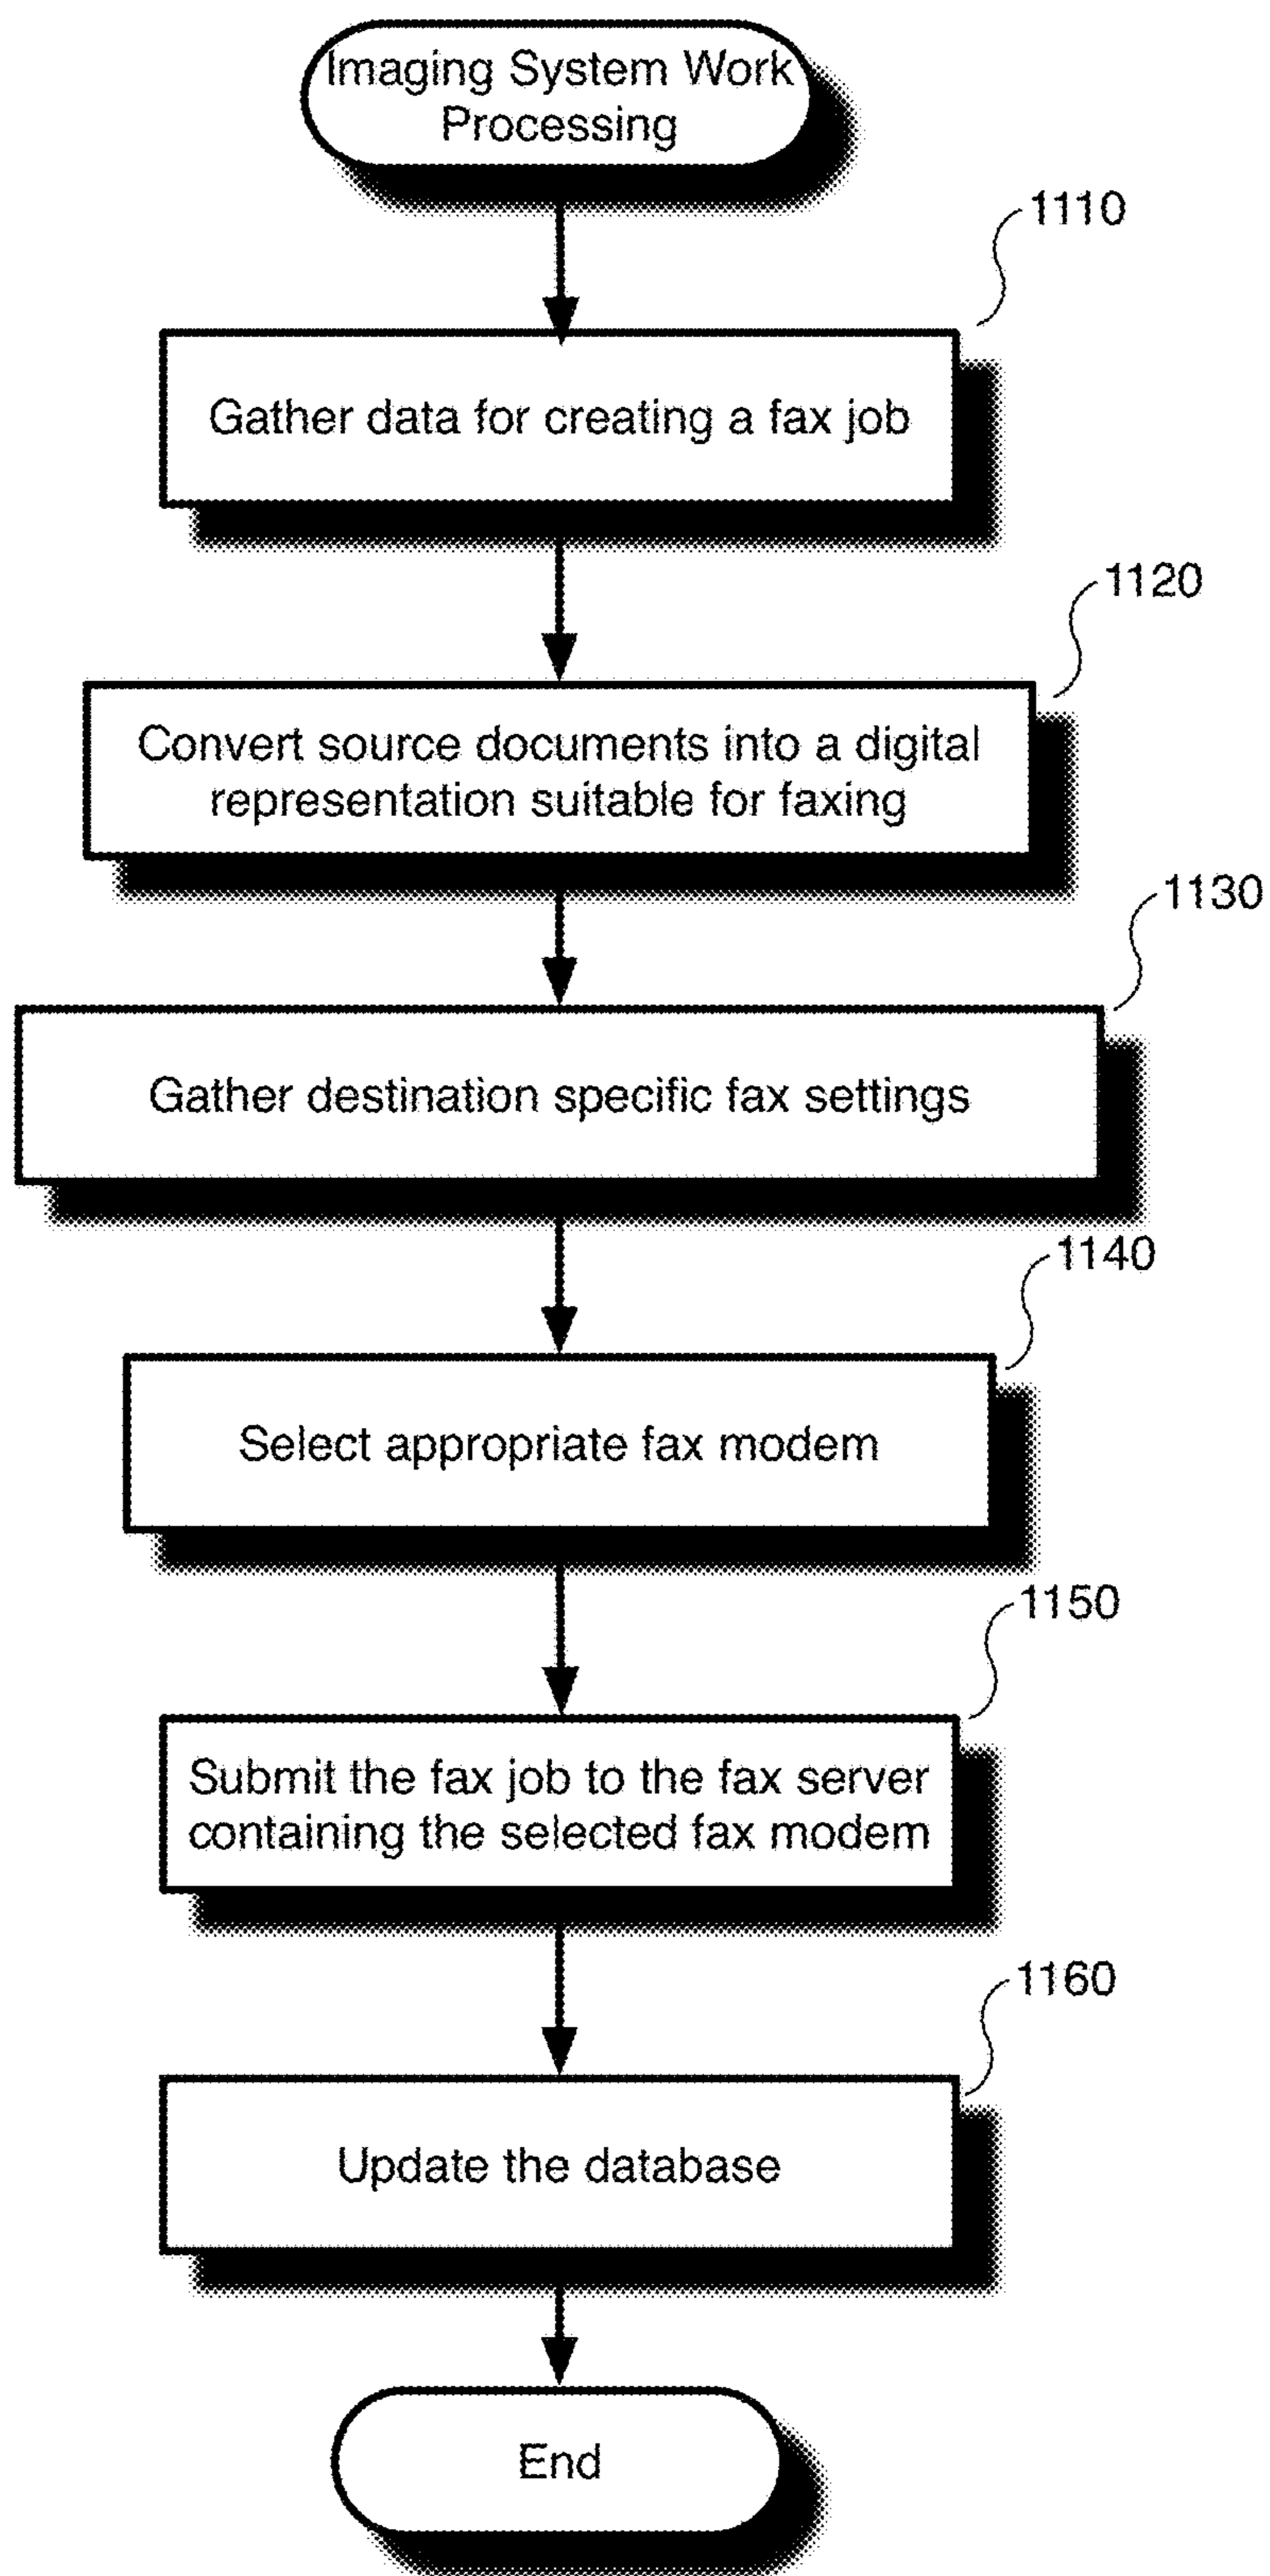 Imaging System Work
Processing
1110
Gather data for creating a fax job
1120
Convert source documents into a digital
representation suitable for faxing
1130
Gather destination specific fax settings
1140
Select appropriate fax modem
1150
Submit the fax job to the fax server
containing the selected fax modem
1160
Update the database
End